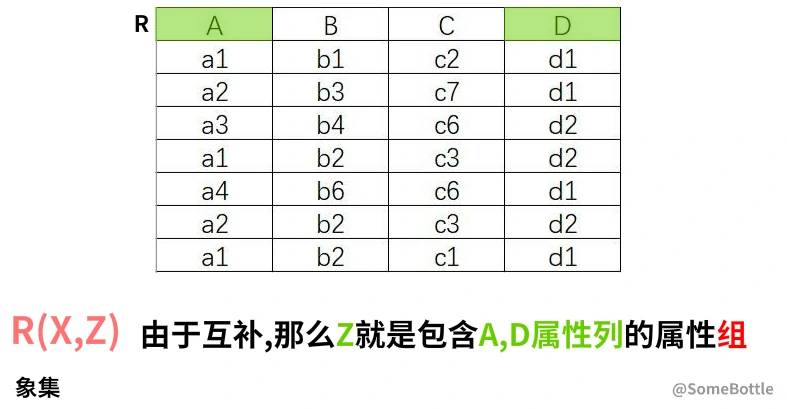 R A B C D
a1 b1 c2 d1
a2 b3 c7 d1
a3 b4 c6 d2
a1 b2 c3 d2
a4 b6 c6 d1
a2 b2 c3 d2
a1 b2 c1 d1
R(X,Z) 由于互补,那么Z就是包含A,D属性列的属性组
象集 @SomeBottle